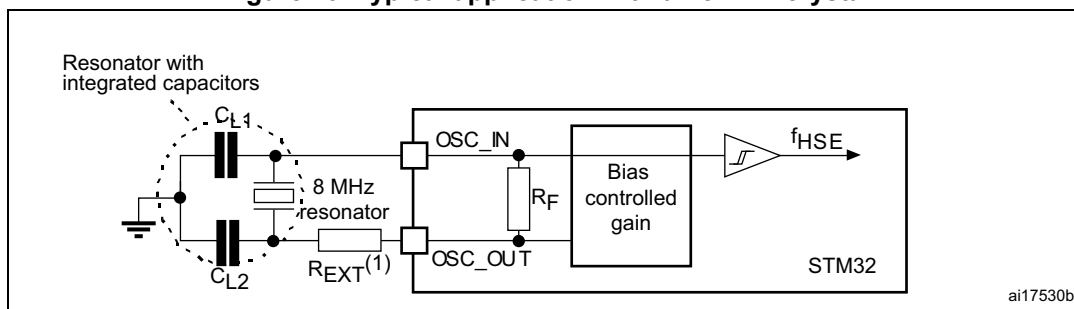 Resonator with
integrated capacitors
CL1
OSC_IN
fHSE
8 MHz
resonator
RF
Bias
controlled
gain
REXT(1)
OSC_OUT
STM32
CL2
ai17530b